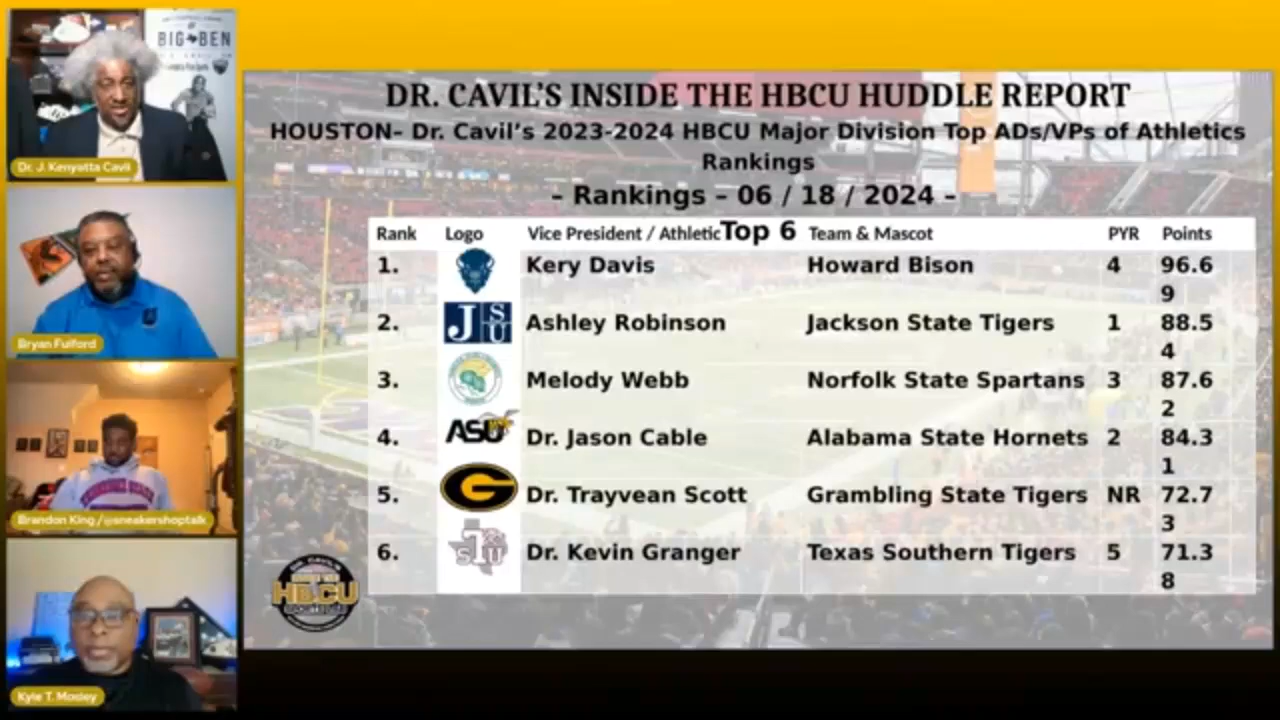 BIG BEN
Dr. J. Kenyatta Cavil
Bryan Fulford
Brandon King /@sneakershoptalk
Kyle T. Mosley
DR. CAVIL'S INSIDE THE HBCU HUDDLE REPORT
HOUSTON– Dr. Cavil's 2023-2024 HBCU Major Division Top ADs/VPs of Athletics
Rankings
– Rankings – 06 / 18 / 2024 –
Top 6
Rank Logo Vice President / Athletic Team & Mascot PYR Points
1. Kery Davis Howard Bison 4 96.6
9
2. JSU Ashley Robinson Jackson State Tigers 1 88.5
4
3. Melody Webb Norfolk State Spartans 3 87.6
2
4. ASU Dr. Jason Cable Alabama State Hornets 2 84.3
1
5. G Dr. Trayvean Scott Grambling State Tigers NR 72.7
3
6. Dr. Kevin Granger Texas Southern Tigers 5 71.3
8
DR. CAVIL'S
INSIDE THE
HBCU